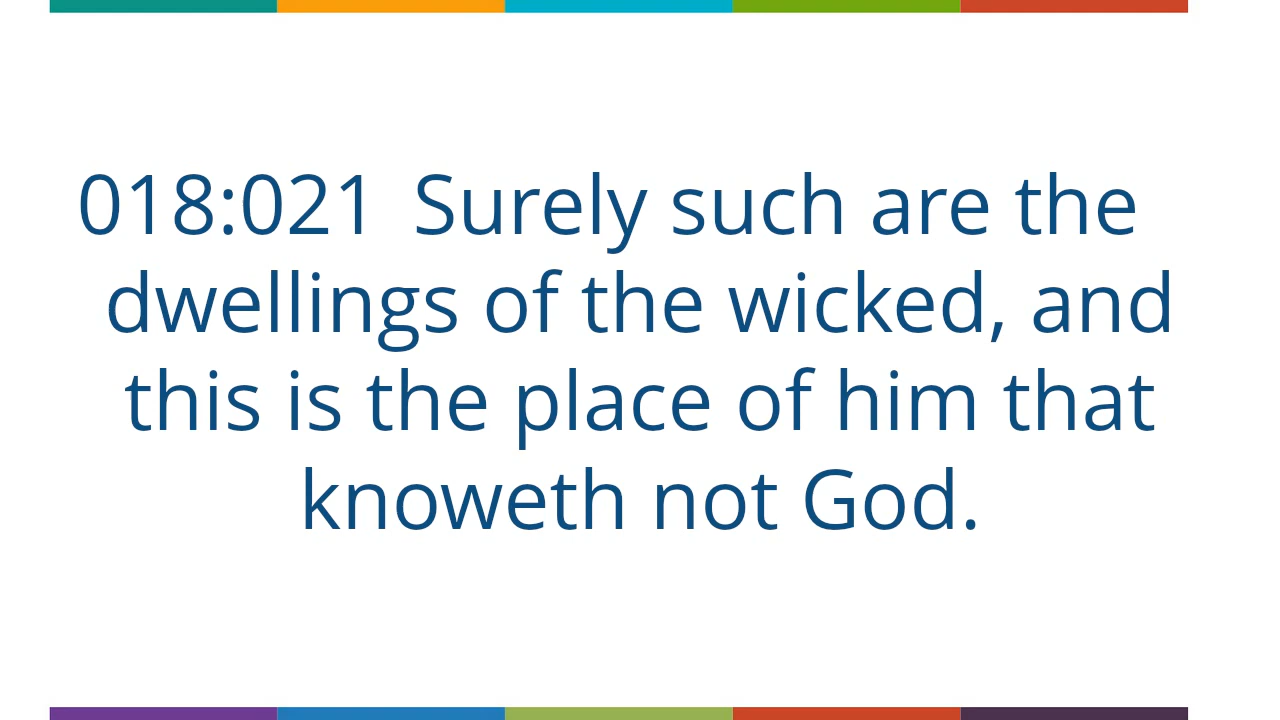 018:021 Surely such are the
dwellings of the wicked, and
this is the place of him that
knoweth not God.